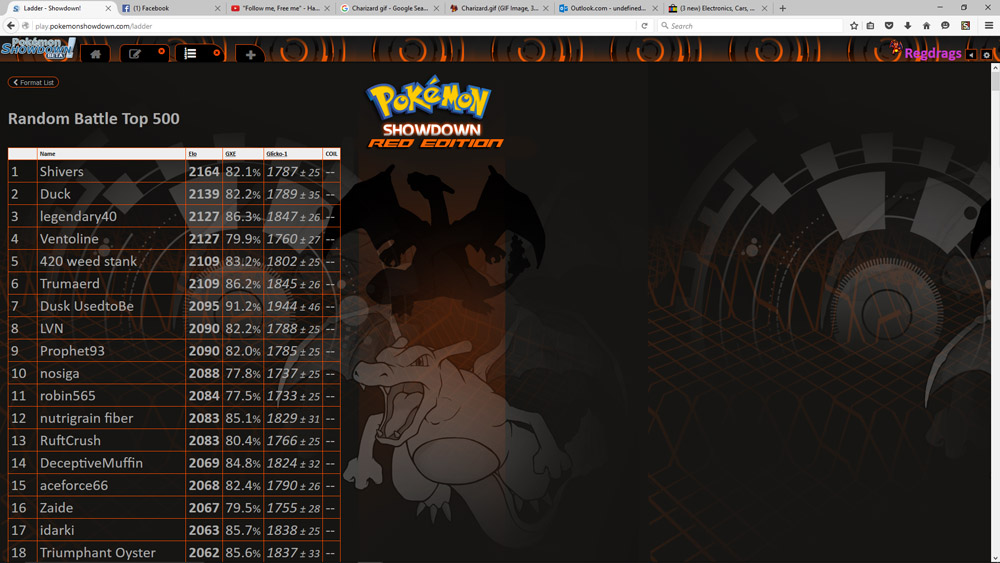 Ladder - Showdown!
(1) Facebook
"Follow me, Free me" - Ha...
Charizard gif - Google Sea...
Charizard.gif (GIF Image, 3...
Outlook.com - undefined...
(3 new) Electronics, Cars, ...
play.pokemonshowdown.com/ladder
Search
Pokémon
Showdown!
BETA
Regdrags
Format List
POKéMON
SHOWDOWN
RED EDITION
Random Battle Top 500
Name Elo GXE Glicko-1 COIL
1 Shivers 2164 82.1% 1787 ± 25 --
2 Duck 2139 82.2% 1789 ± 35 --
3 legendary40 2127 86.3% 1847 ± 26 --
4 Ventoline 2127 79.9% 1760 ± 27 --
5 420 weed stank 2109 83.2% 1802 ± 25 --
6 Trumaerd 2109 86.2% 1845 ± 26 --
7 Dusk UsedtoBe 2095 91.2% 1944 ± 46 --
8 LVN 2090 82.2% 1788 ± 25 --
9 Prophet93 2090 82.0% 1785 ± 25 --
10 nosiga 2088 77.8% 1737 ± 25 --
11 robin565 2084 77.5% 1733 ± 25 --
12 nutrigrain fiber 2083 85.1% 1829 ± 31 --
13 RuftCrush 2083 80.4% 1766 ± 25 --
14 DeceptiveMuffin 2069 84.8% 1824 ± 32 --
15 aceforce66 2068 82.4% 1790 ± 26 --
16 Zaide 2067 79.5% 1755 ± 28 --
17 idarki 2063 85.7% 1838 ± 25 --
18 Triumphant Oyster 2062 85.6% 1837 ± 33 --